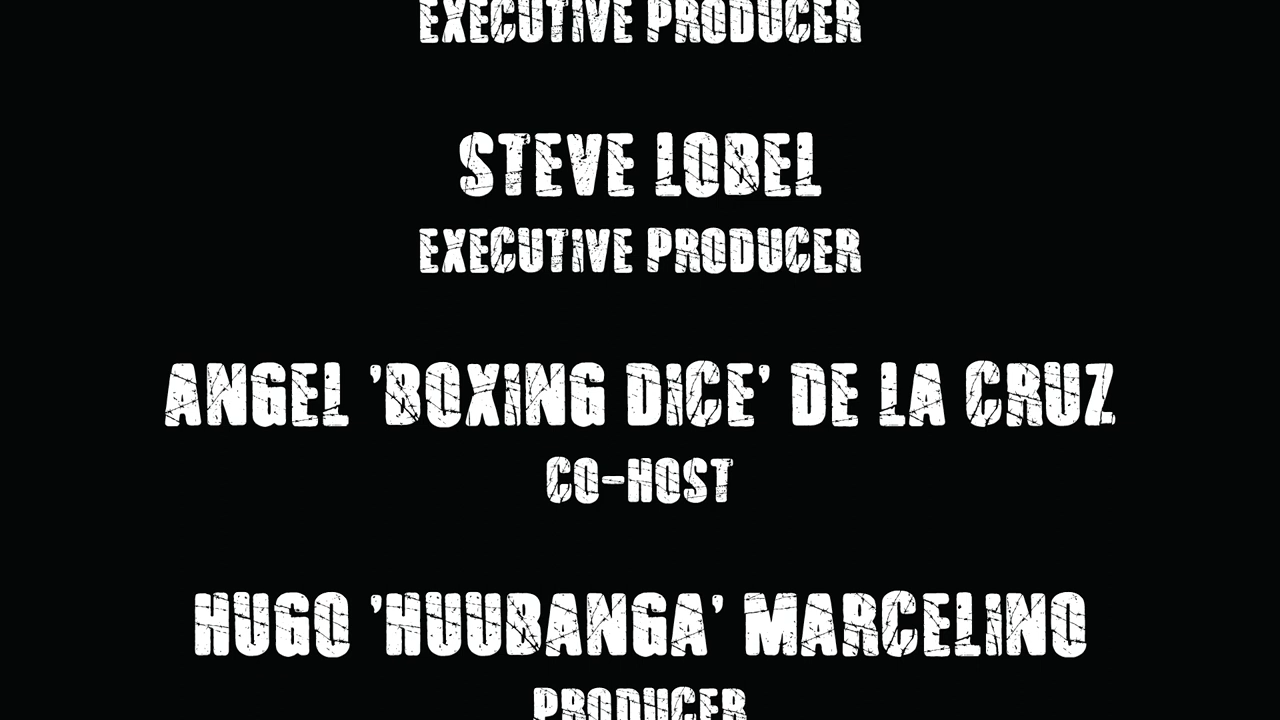 EXECUTIVE PRODUCER
STEVE LOBEL
EXECUTIVE PRODUCER
ANGEL 'BOXING DICE' DE LA CRUZ
CO-HOST
HUGO 'HUUBANGA' MARCELINO
PRODUCER